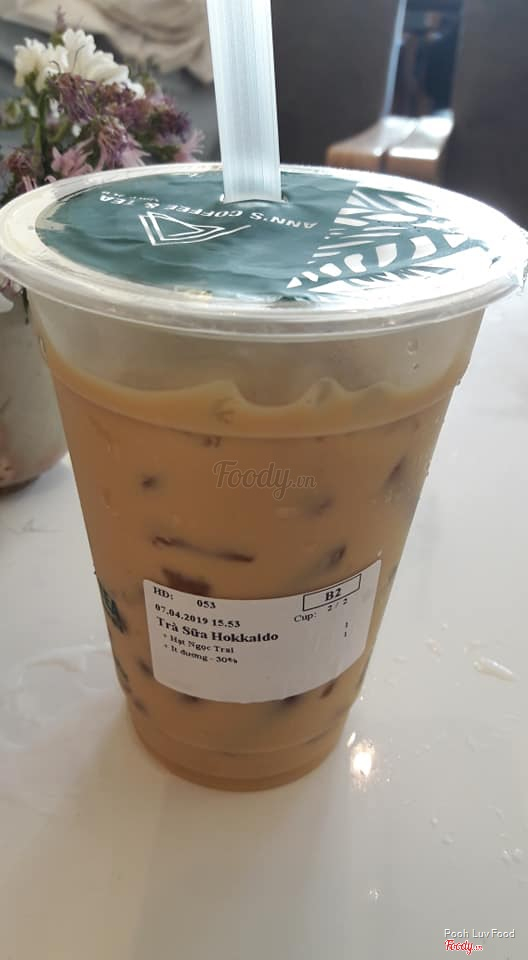 ANN'S COFFEE & TEA
Foody.vn
HD: 053
B2
07.04.2019 15.53
Cup: 2 / 2
Trà Sữa Hokkaido
1
+ Hạt Ngọc Trai
1
+ Ít đường - 30%
Pooh Luv Food
Foody.vn